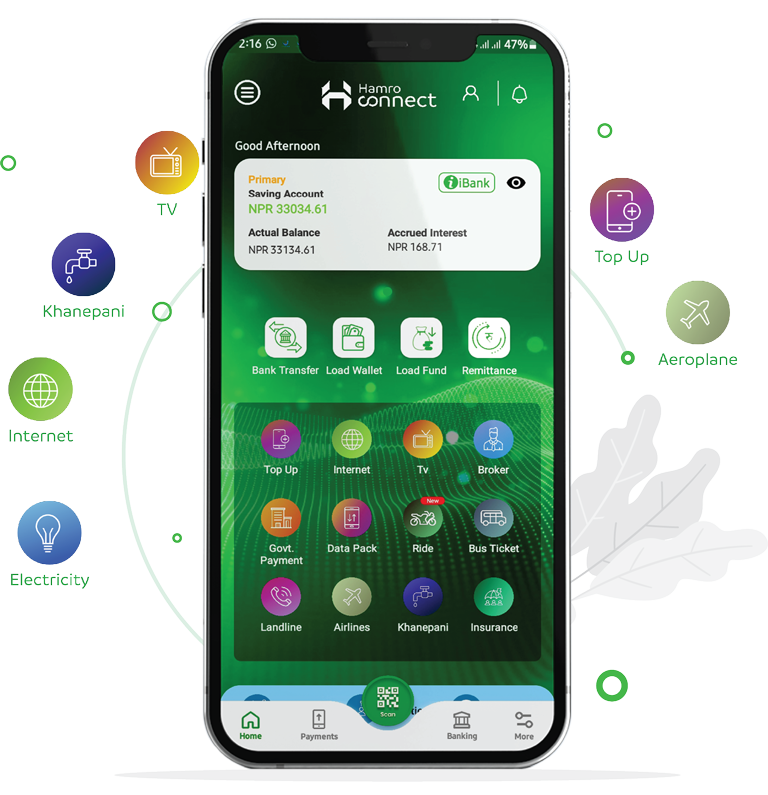 2:16
47%
Hamro
connect
Good Afternoon
Primary
iBank
Saving Account
NPR 33034.61
Actual Balance
Accrued Interest
NPR 33134.61
NPR 168.71
Bank Transfer
Load Wallet
Load Fund
Remittance
Top Up
Internet
Tv
Broker
New
Govt.
Payment
Data Pack
Ride
Bus Ticket
Landline
Airlines
Khanepani
Insurance
Scan
Home
Payments
Banking
More
TV
Khanepani
Internet
Electricity
Top Up
Aeroplane